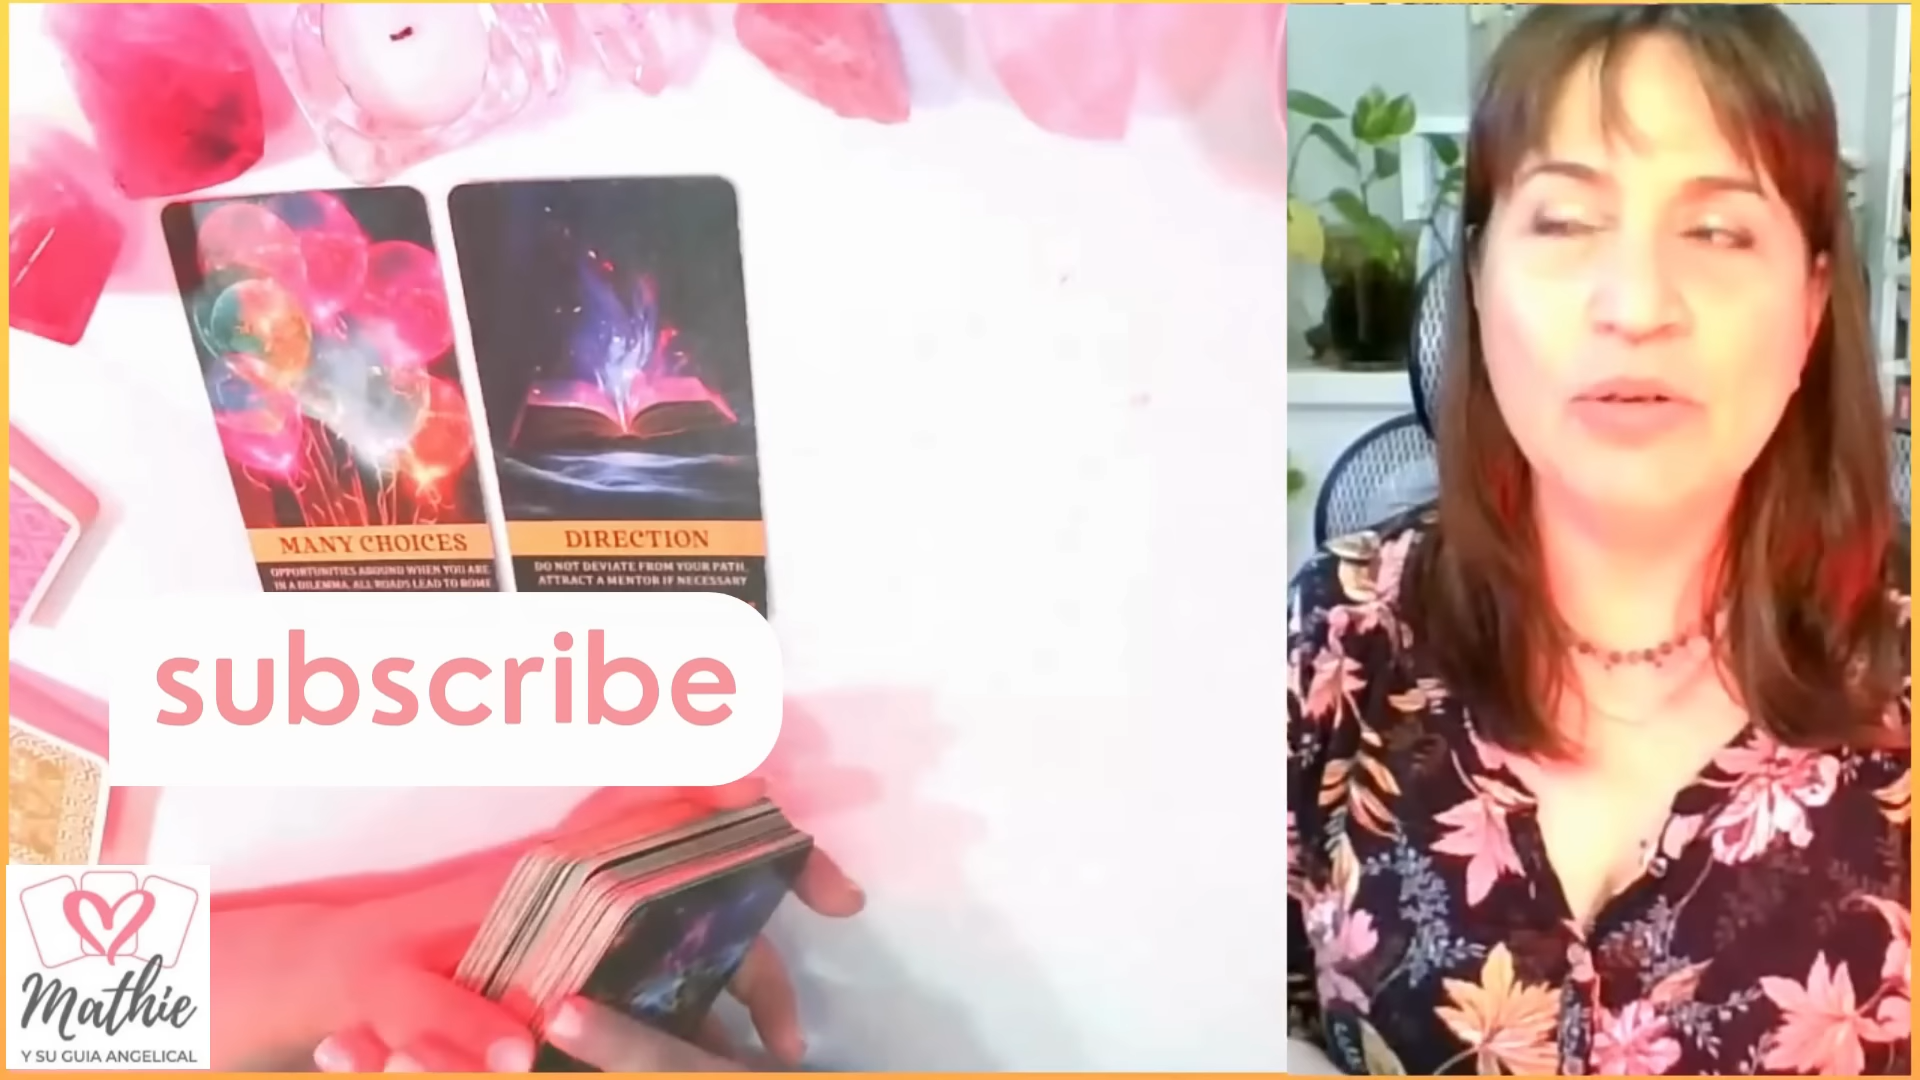 MANY CHOICES
OPPORTUNITIES ABOUND WHEN YOU ARE
IN A DILEMMA. ALL ROADS LEAD TO ROME
DIRECTION
DO NOT DEVIATE FROM YOUR PATH.
ATTRACT A MENTOR IF NECESSARY
subscribe
Mathie
Y SU GUIA ANGELICAL